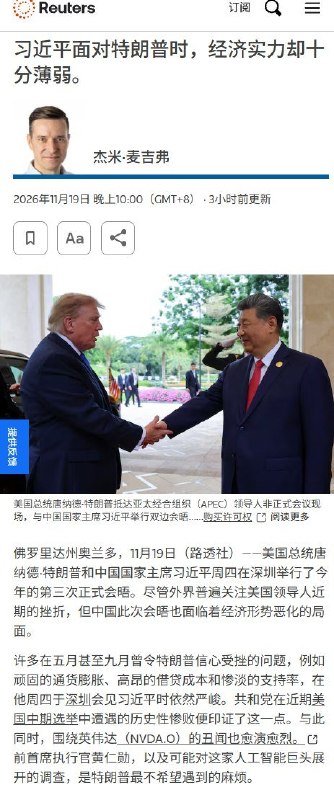 Reuters
订阅
习近平面对特朗普时，经济实力却十
分薄弱。
杰米·麦吉弗
2026年11月19日 晚上10:00（GMT+8） · 3小时前更新
Aa
提供反馈
美国总统唐纳德·特朗普抵达亚太经合组织（APEC）领导人非正式会议现
场，与中国国家主席习近平举行双边会晤......购买许可权 阅读更多
佛罗里达州奥兰多，11月19日（路透社）——美国总统唐
纳德·特朗普和中国国家主席习近平周四在深圳举行了今
年的第三次正式会晤。尽管外界普遍关注美国领导人近
期的挫折，但中国此次会晤也面临着经济形势恶化的局
面。
许多在五月甚至九月曾令特朗普信心受挫的问题，例如
顽固的通货膨胀、高昂的借贷成本和惨淡的支持率，在
他周四于深圳会见习近平时依然严峻。共和党在近期美
国中期选举中遭遇的历史性惨败便印证了这一点。与此
同时，围绕英伟达（NVDA.O）的丑闻也愈演愈烈。
前首席执行官黄仁勋，以及可能对这家人工智能巨头展
开的调查，是特朗普最不希望遇到的麻烦。